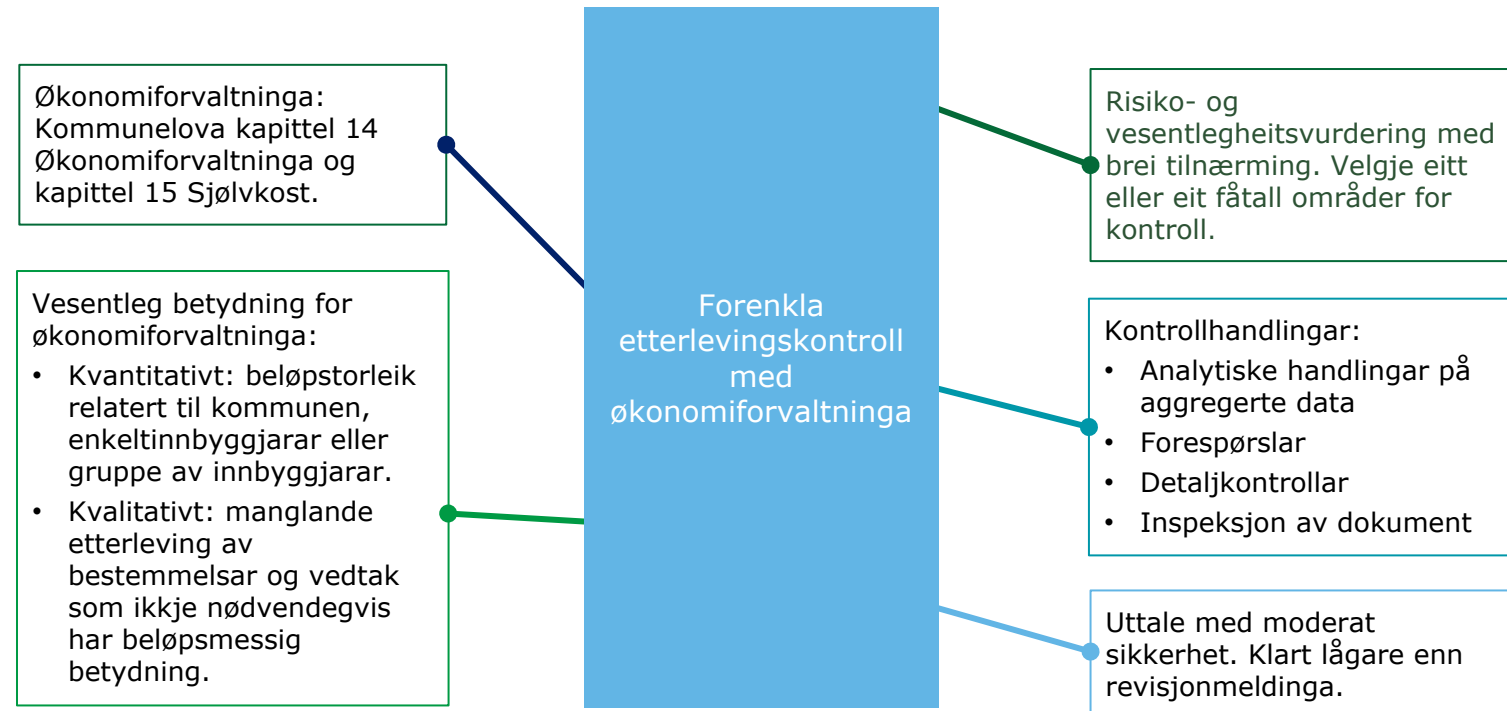 Økonomiforvaltninga:
Kommunelova kapittel 14
Økonomiforvaltninga og
kapittel 15 Sjølvkost.
Vesentleg betydning for
økonomiforvaltninga:
• Kvantitativt: beløpstorleik
relatert til kommunen,
enkeltinnbyggjarar eller
gruppe av innbyggjarar.
• Kvalitativt: manglande
etterleving av
bestemmelsar og vedtak
som ikkje nødvendegvis
har beløpsmessig
betydning.
Forenkla
etterlevingskontroll
med
økonomiforvaltninga
Risiko- og
vesentlegheitsvurdering med
brei tilnærming. Velgje eitt
eller eit fåtall områder for
kontroll.
Kontrollhandlingar:
• Analytiske handlingar på
aggregerte data
• Forespørslar
• Detaljkontrollar
• Inspeksjon av dokument
Uttale med moderat
sikkerhet. Klart lågare enn
revisjonmeldinga.